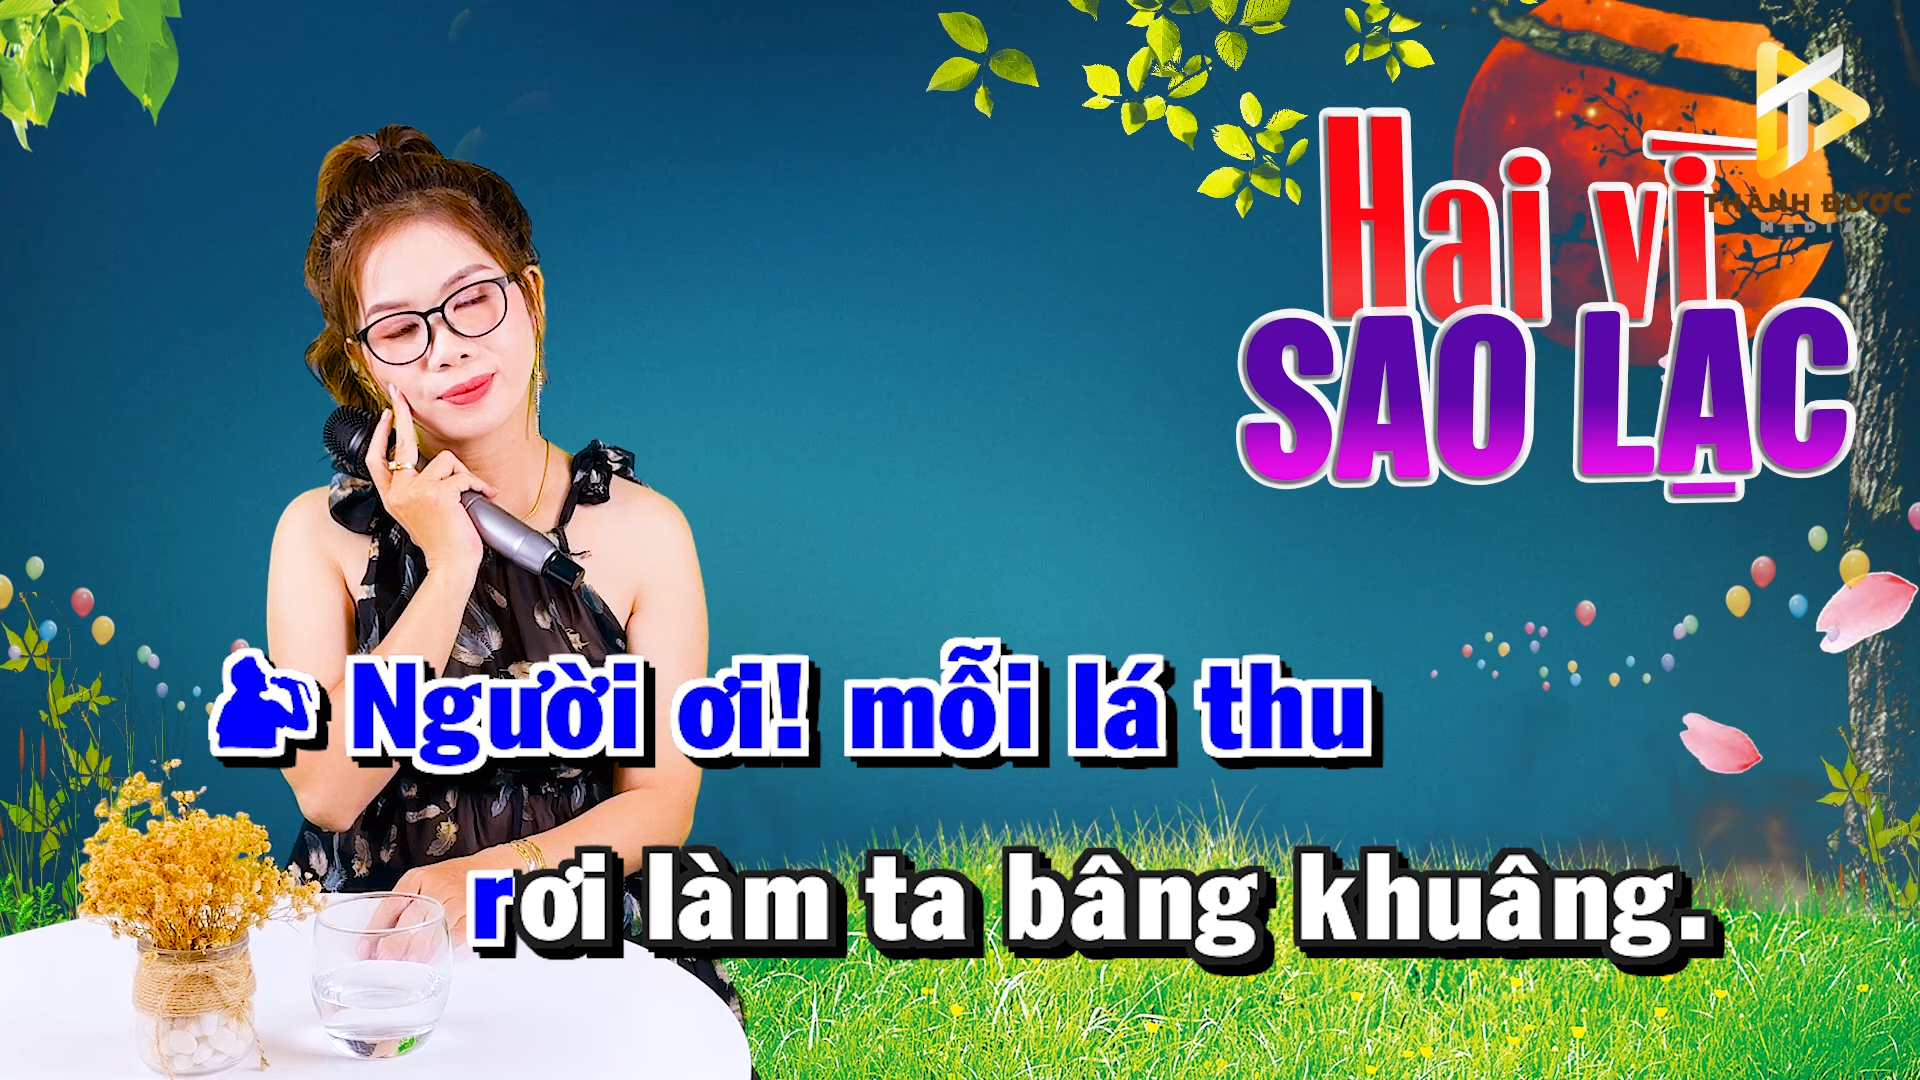 Hai vì
SAO LẠC
THÀNH ĐƯỢC
MEDIA
Người ơi! mỗi lá thu
rơi làm ta bâng khuâng.